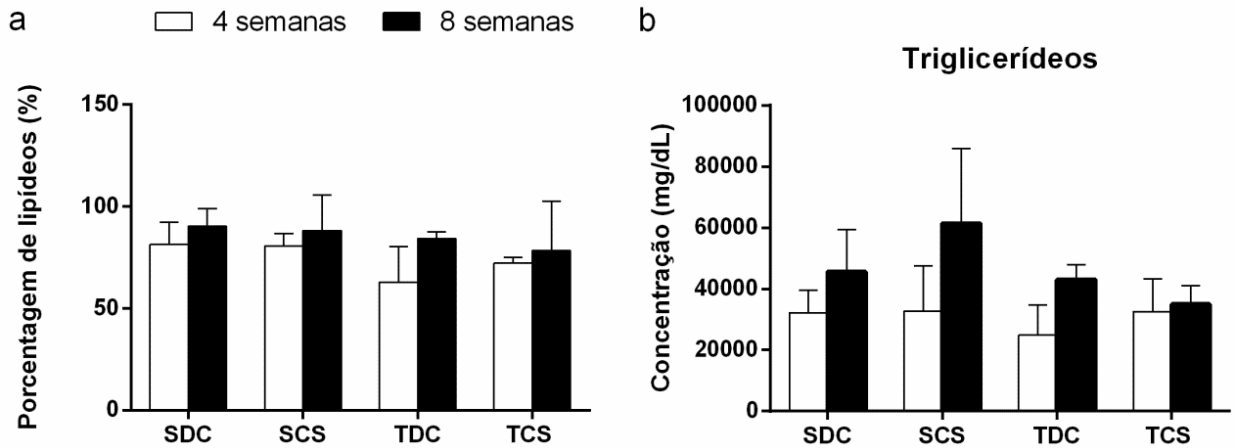 a
4 semanas 8 semanas
Porcentagem de lipídeos (%)
150
100
50
0
SDC SCS TDC TCS
b
Triglicerídeos
Concentração (mg/dL)
100000
80000
60000
40000
20000
0
SDC SCS TDC TCS